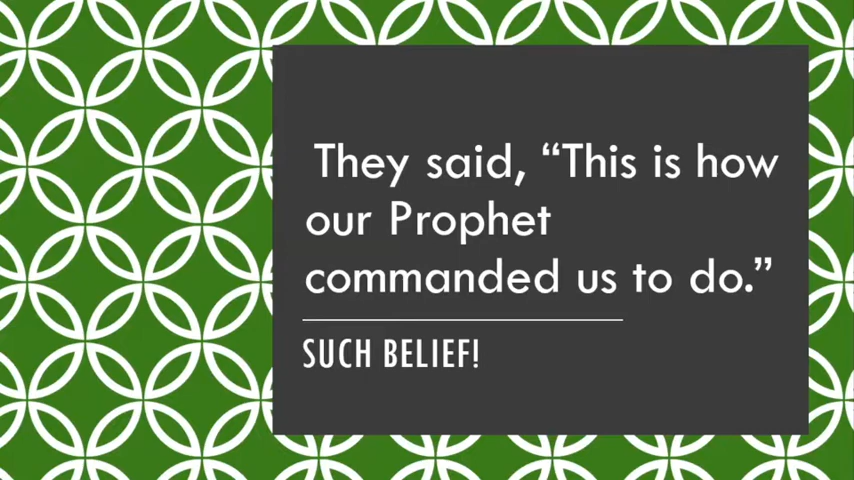 They said, “This is how
our Prophet
commanded us to do.”
SUCH BELIEF!